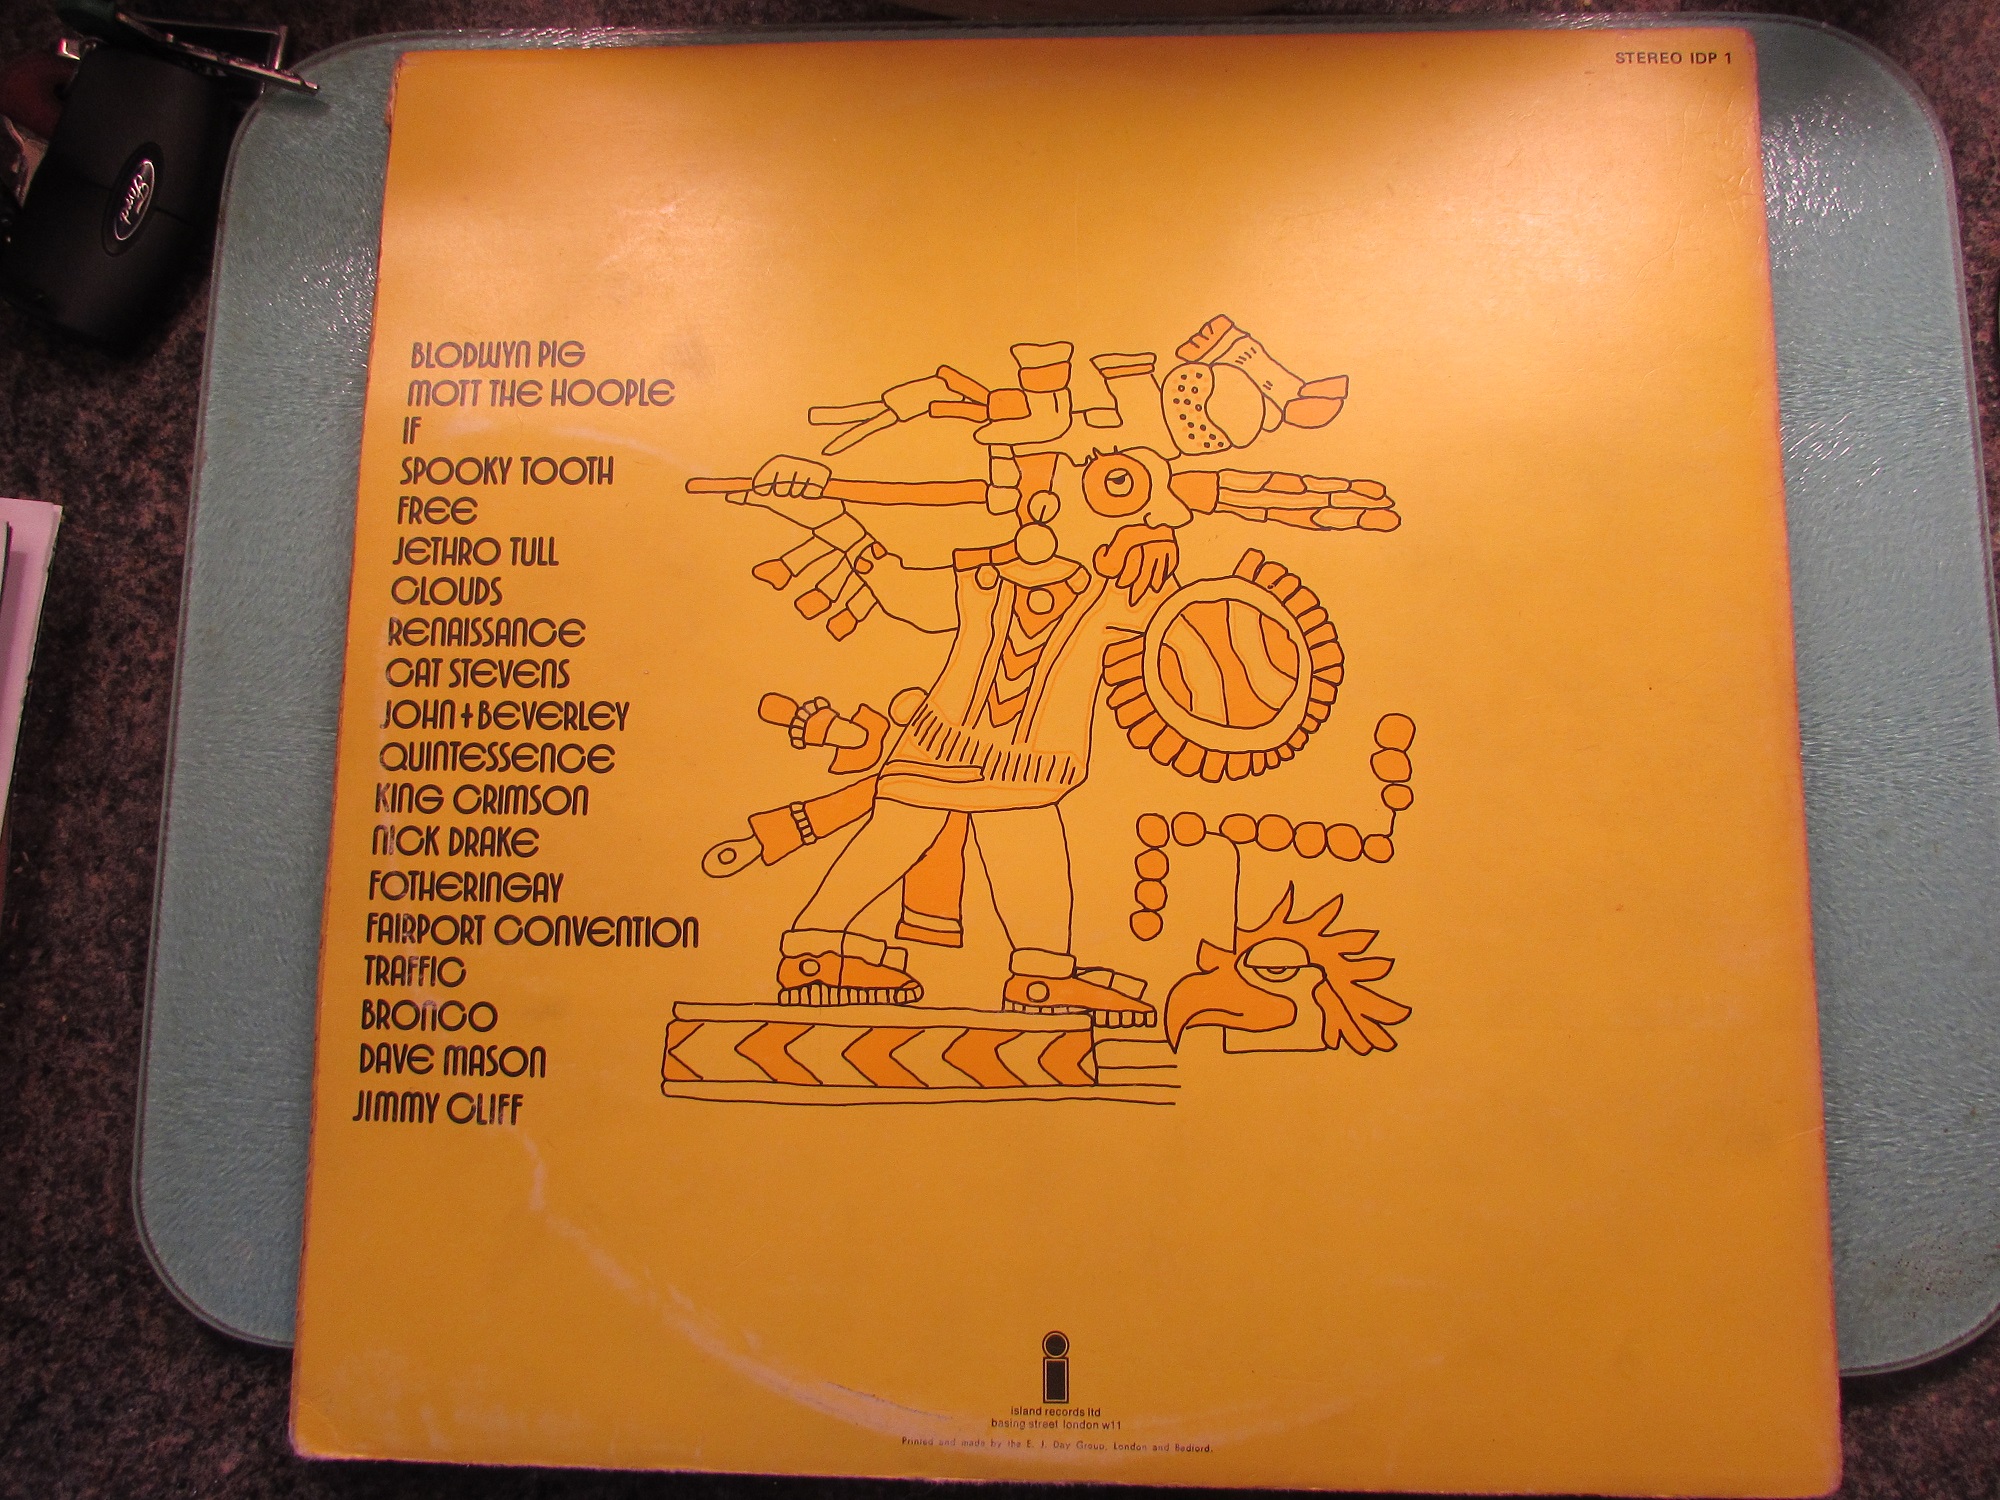 STEREO IDP 1
BLODWYN PIG
MOTT THE HOOPLE
IF
SPOOKY TOOTH
FREE
JETHRO TULL
CLOUDS
RENAISSANCE
CAT STEVENS
JOHN + BEVERLEY
QUINTESSENCE
KING CRIMSON
NICK DRAKE
FOTHERINGAY
FAIRPORT CONVENTION
TRAFFIC
BRONCO
DAVE MASON
JIMMY CLIFF
i
island records ltd
basing street london w11
Printed and made by the E. J. Day Group, London and Bedford.
Ford